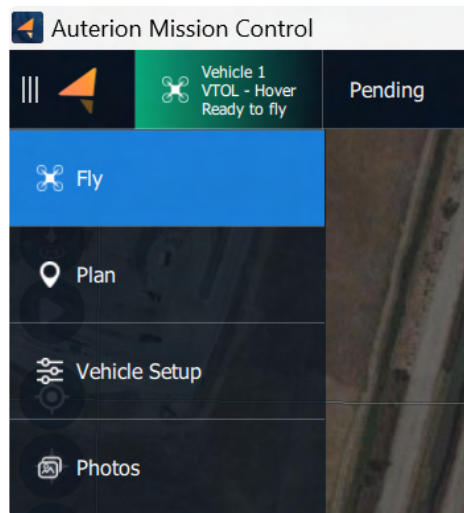 Auterion Mission Control
Vehicle 1
VTOL - Hover
Ready to fly
Pending
Fly
Plan
Vehicle Setup
Photos